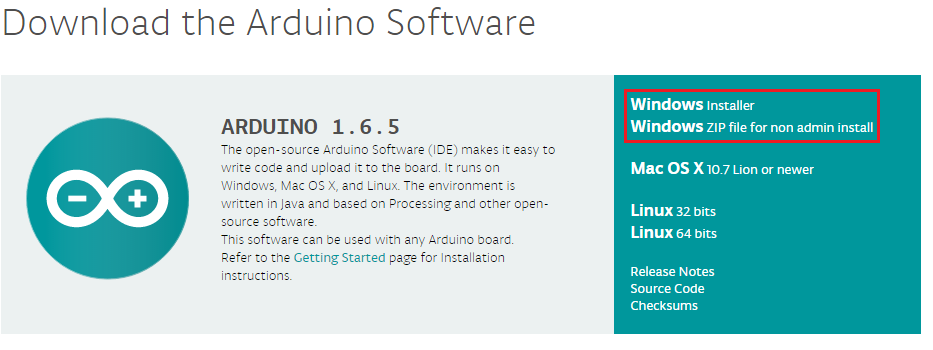 Download the Arduino Software
ARDUINO 1.6.5
The open-source Arduino Software (IDE) makes it easy to
write code and upload it to the board. It runs on
Windows, Mac OS X, and Linux. The environment is
written in Java and based on Processing and other open-
source software.
This software can be used with any Arduino board.
Refer to the Getting Started page for Installation
instructions.
Windows Installer
Windows ZIP file for non admin install
Mac OS X 10.7 Lion or newer
Linux 32 bits
Linux 64 bits
Release Notes
Source Code
Checksums